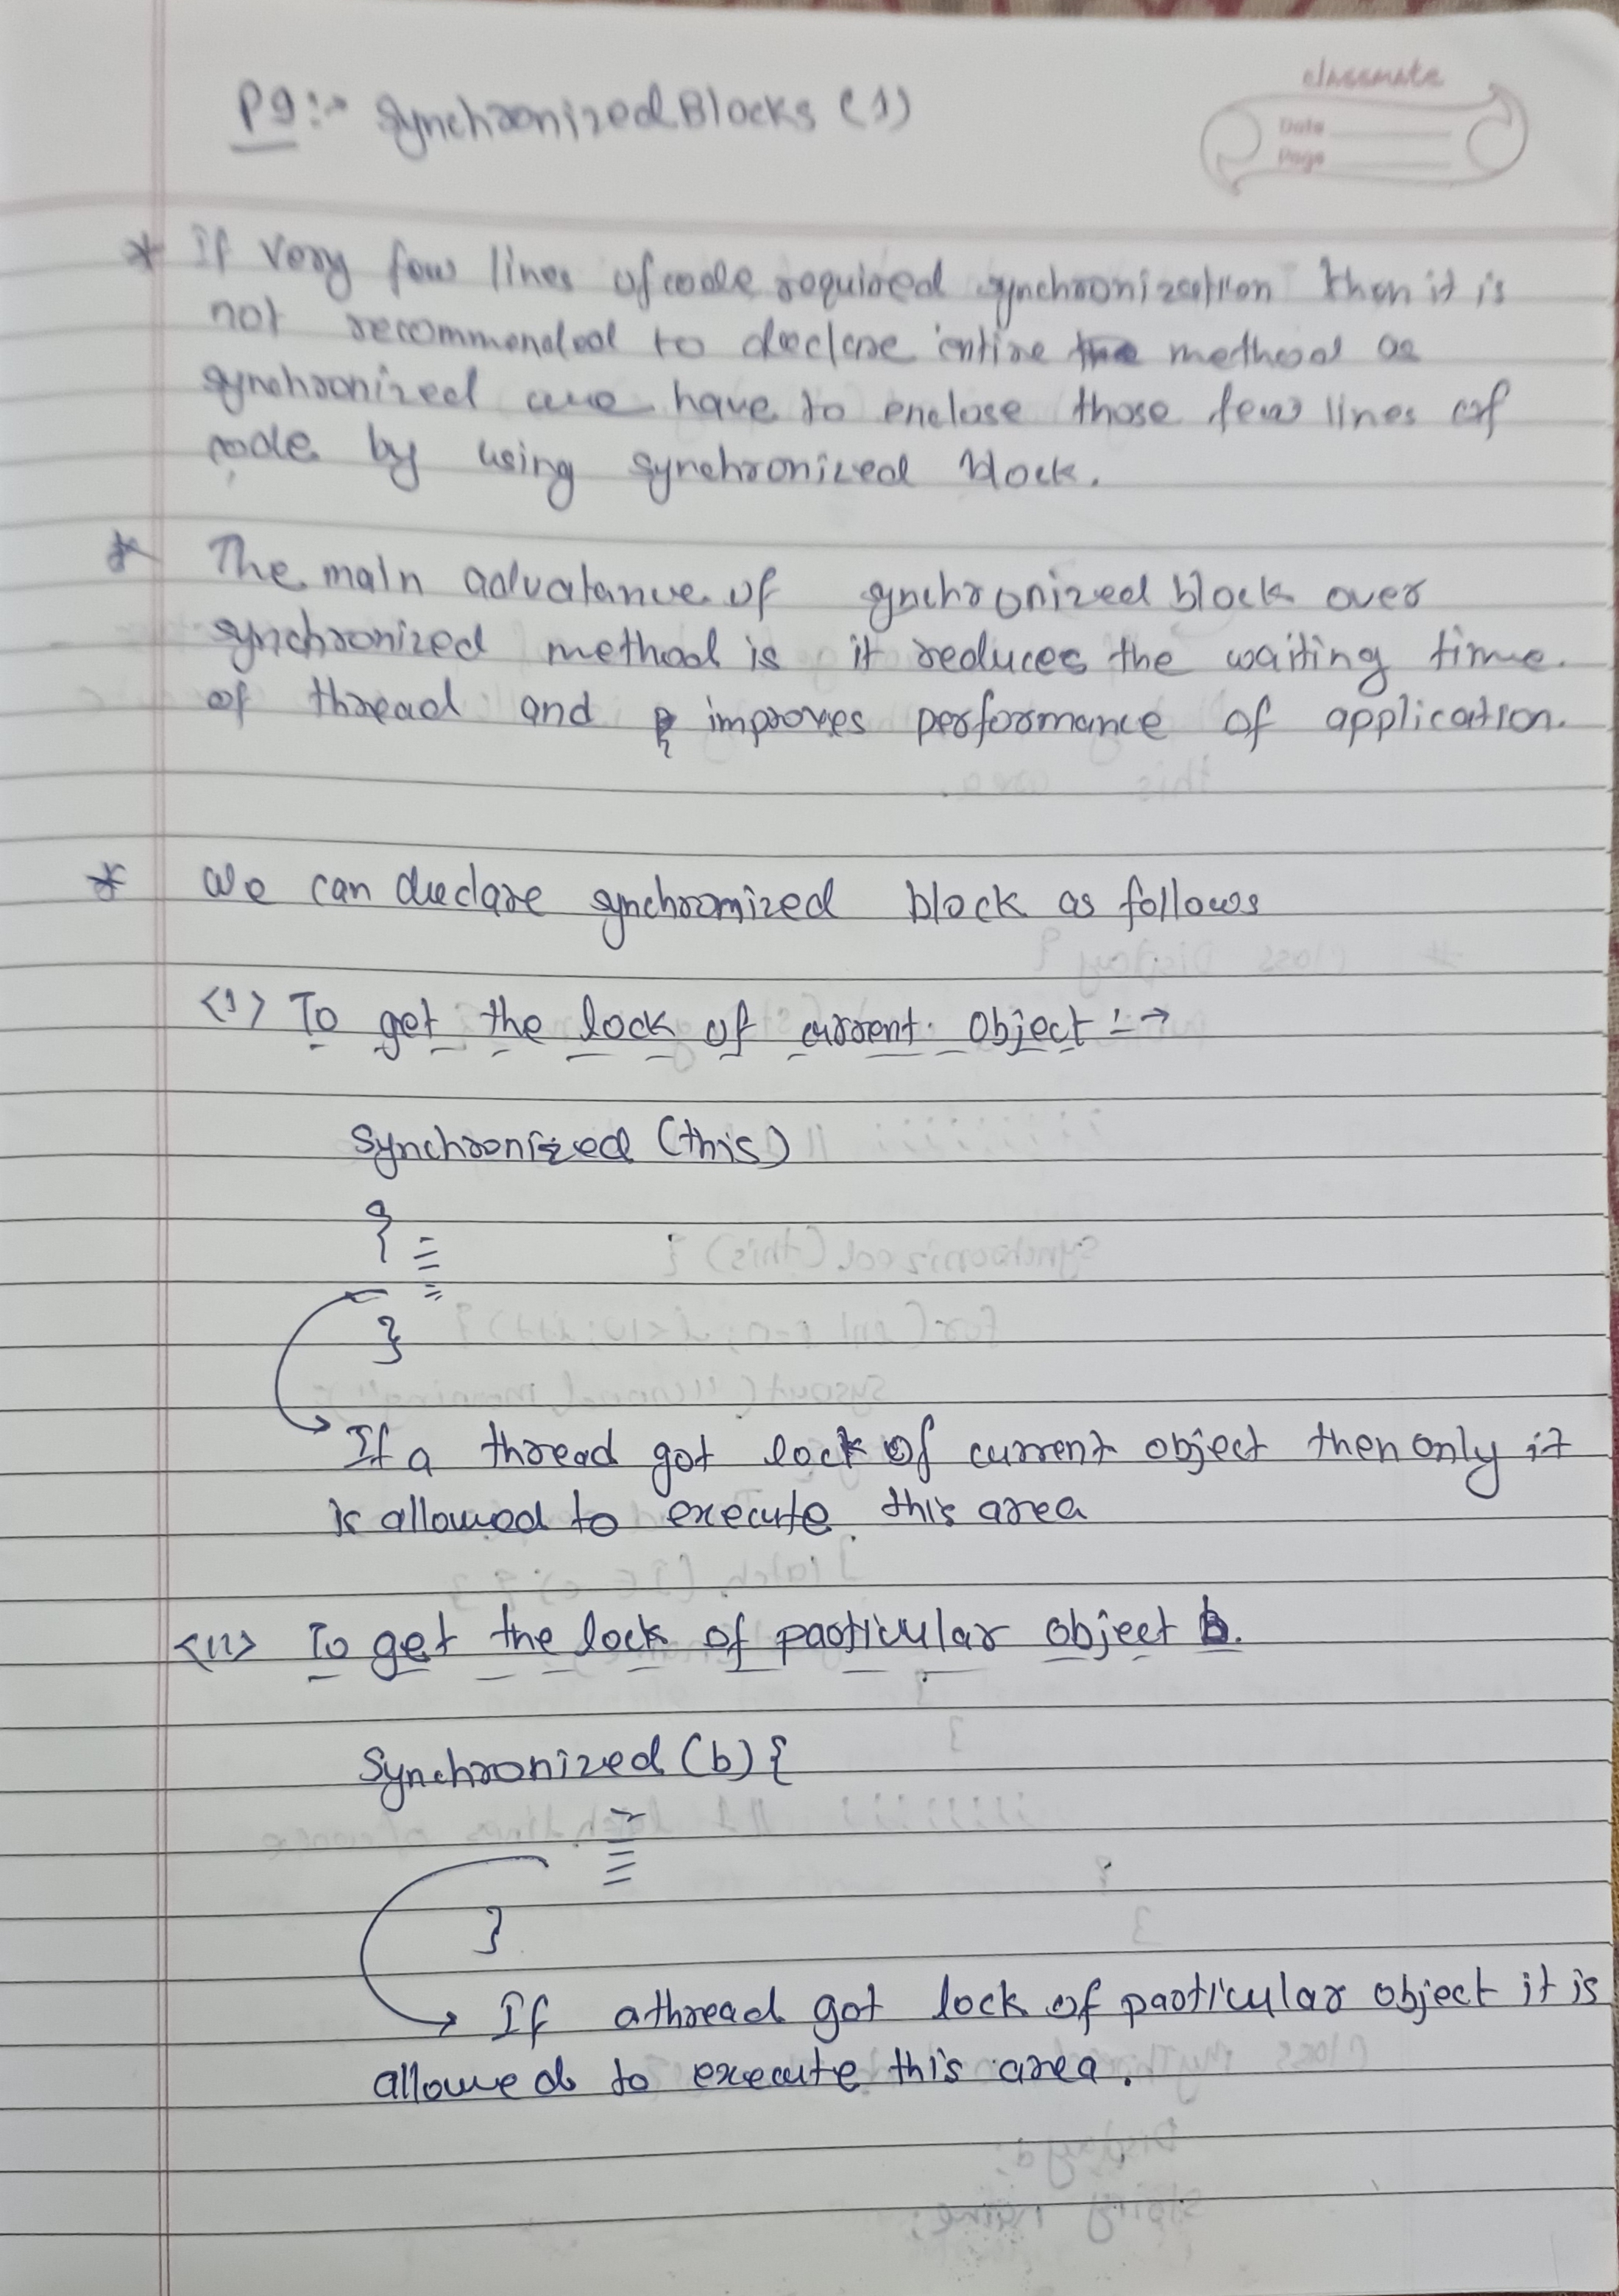 P9:→ SynchronizedBlocks (1)
classmate
Date
Page
* If very few lines of code required synchronization then it is
not recommended to declare entire the method as
synchronized we have to enclose those few lines of
code by using synchronized block.
* The main advatance of synchronized block over
synchronized method is it reduces the waiting time
of thread and improves performance of application.
* We can declare synchronized block as follows
<1> To get the lock of current object :→
Synchronized (this)
{
}
If a thread got lock of current object then only it
is allowed to execute this area
<11> To get the lock of particular object b.
Synchronized (b) {
}
If a thread got lock of particular object it is
allowed to execute this area.